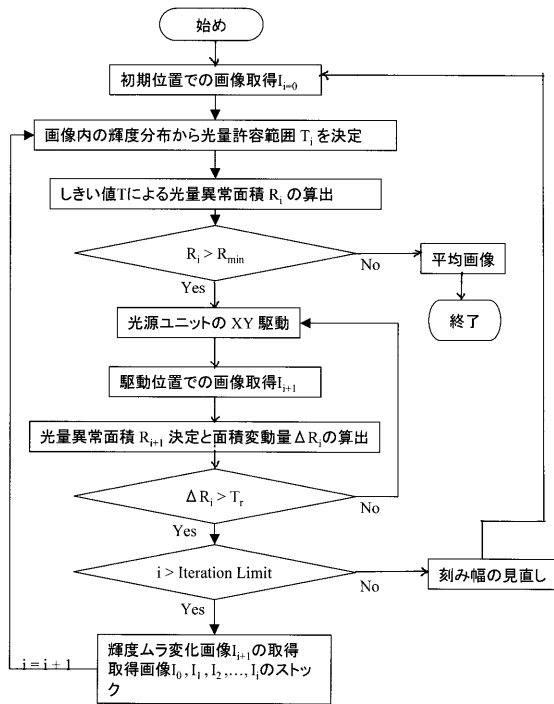 始め
初期位置での画像取得I_{i=0}
画像内の輝度分布から光量許容範囲 T_i を決定
しきい値Tによる光量異常面積 R_i の算出
R_i > R_{min}
No
平均画像
Yes
終了
光源ユニットの XY 駆動
駆動位置での画像取得I_{i+1}
光量異常面積 R_{i+1} 決定と面積変動量ΔR_iの算出
ΔR_i > T_r
No
Yes
i > Iteration Limit
No
刻み幅の見直し
Yes
輝度ムラ変化画像I_{i+1}の取得
取得画像I_0, I_1, I_2,…, I_iのストッ
ク
i = i + 1